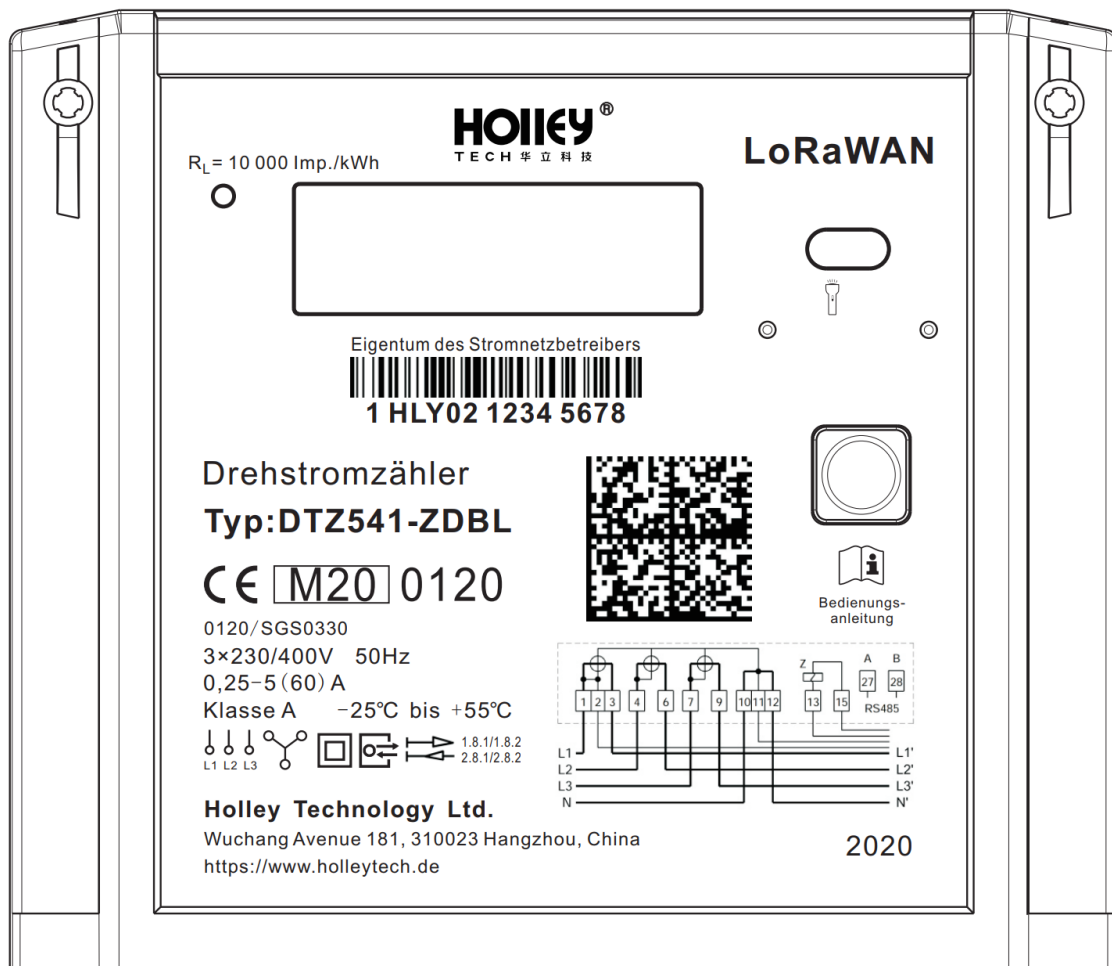 HOLLEY®
TECH 华立科技
LoRaWAN
RL= 10 000 Imp./kWh
Eigentum des Stromnetzbetreibers
1 HLY02 1234 5678
Drehstromzähler
Typ:DTZ541-ZDBL
CE M20 0120
0120/SGS0330
3×230/400V 50Hz
0,25-5(60)A
Klasse A -25℃ bis +55℃
L1 L2 L3
1.8.1/1.8.2
2.8.1/2.8.2
Bedienungs-
anleitung
Z A B
1 2 3 4 6 7 9 10 11 12 13 15 27 28
RS485
L1 L1'
L2 L2'
L3 L3'
N N'
Holley Technology Ltd.
Wuchang Avenue 181, 310023 Hangzhou, China
https://www.holleytech.de
2020